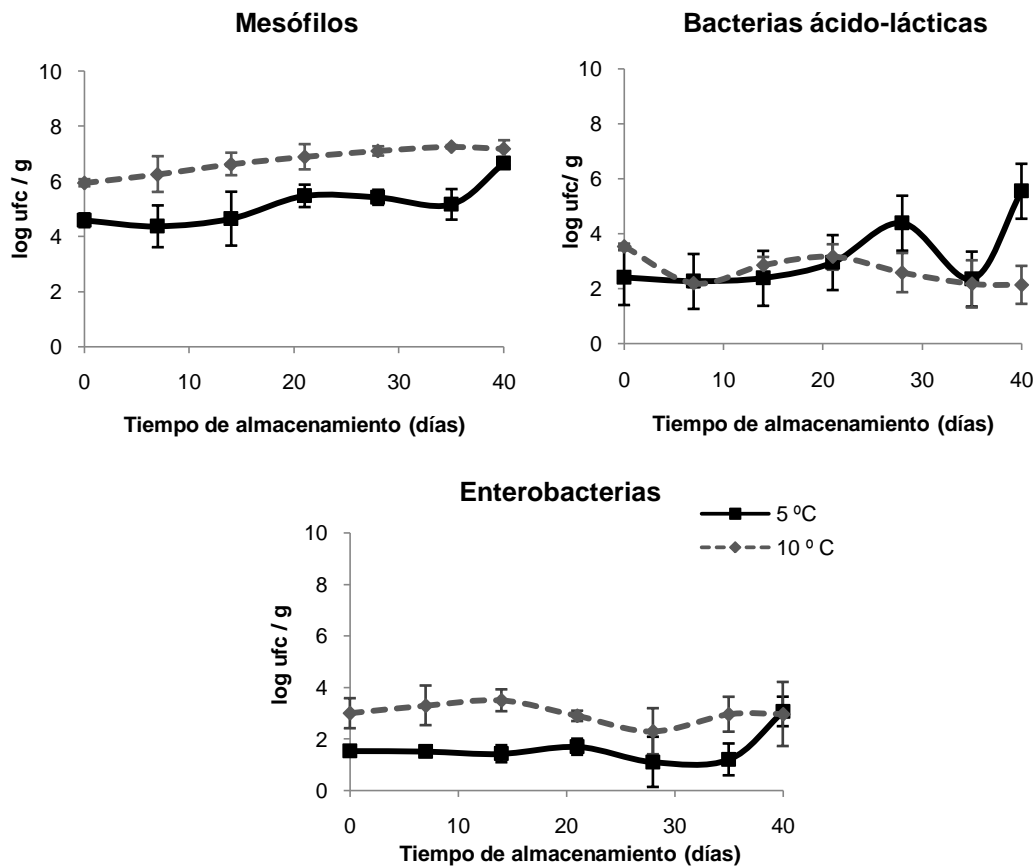 Mesófilos
10
8
6
4
2
0
log ufc / g
0 10 20 30 40
Tiempo de almacenamiento (días)
Bacterias ácido-lácticas
10
8
6
4
2
0
log ufc/ g
0 10 20 30 40
Tiempo de almacenamiento (días)
Enterobacterias
10
8
6
4
2
0
log ufc / g
0 10 20 30 40
Tiempo de almacenamiento (días)
5 ºC
10 º C